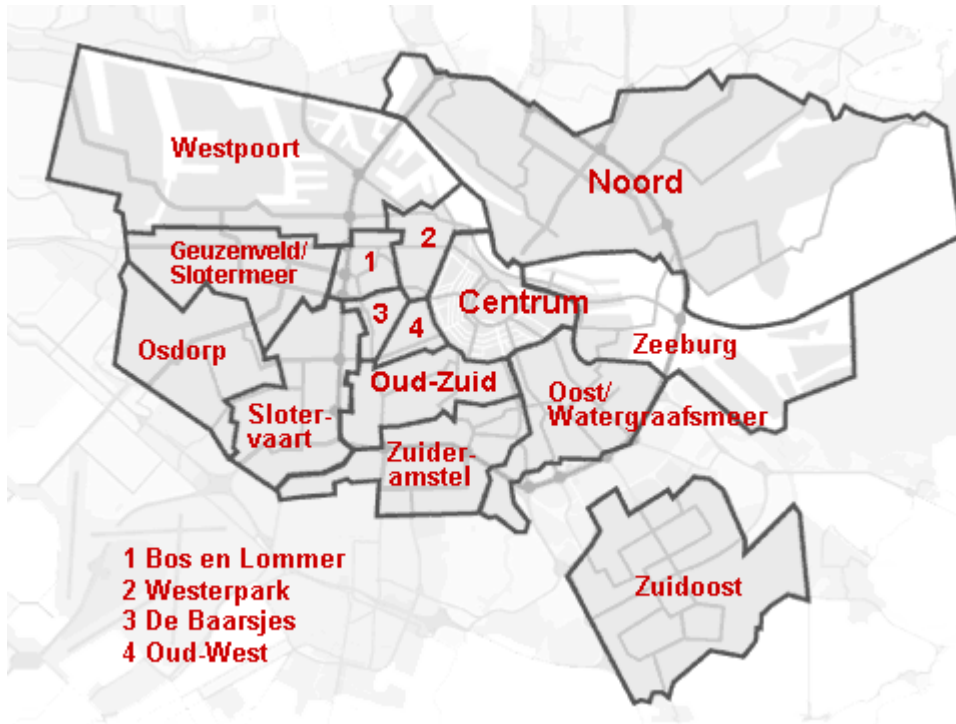 Westpoort
Noord
Geuzenveld/
Slotermeer
1
2
Centrum
3
4
Osdorp
Zeeburg
Oud-Zuid
Oost/
Watergraafsmeer
Sloter-
vaart
Zuider-
amstel
Zuidoost
1 Bos en Lommer
2 Westerpark
3 De Baarsjes
4 Oud-West